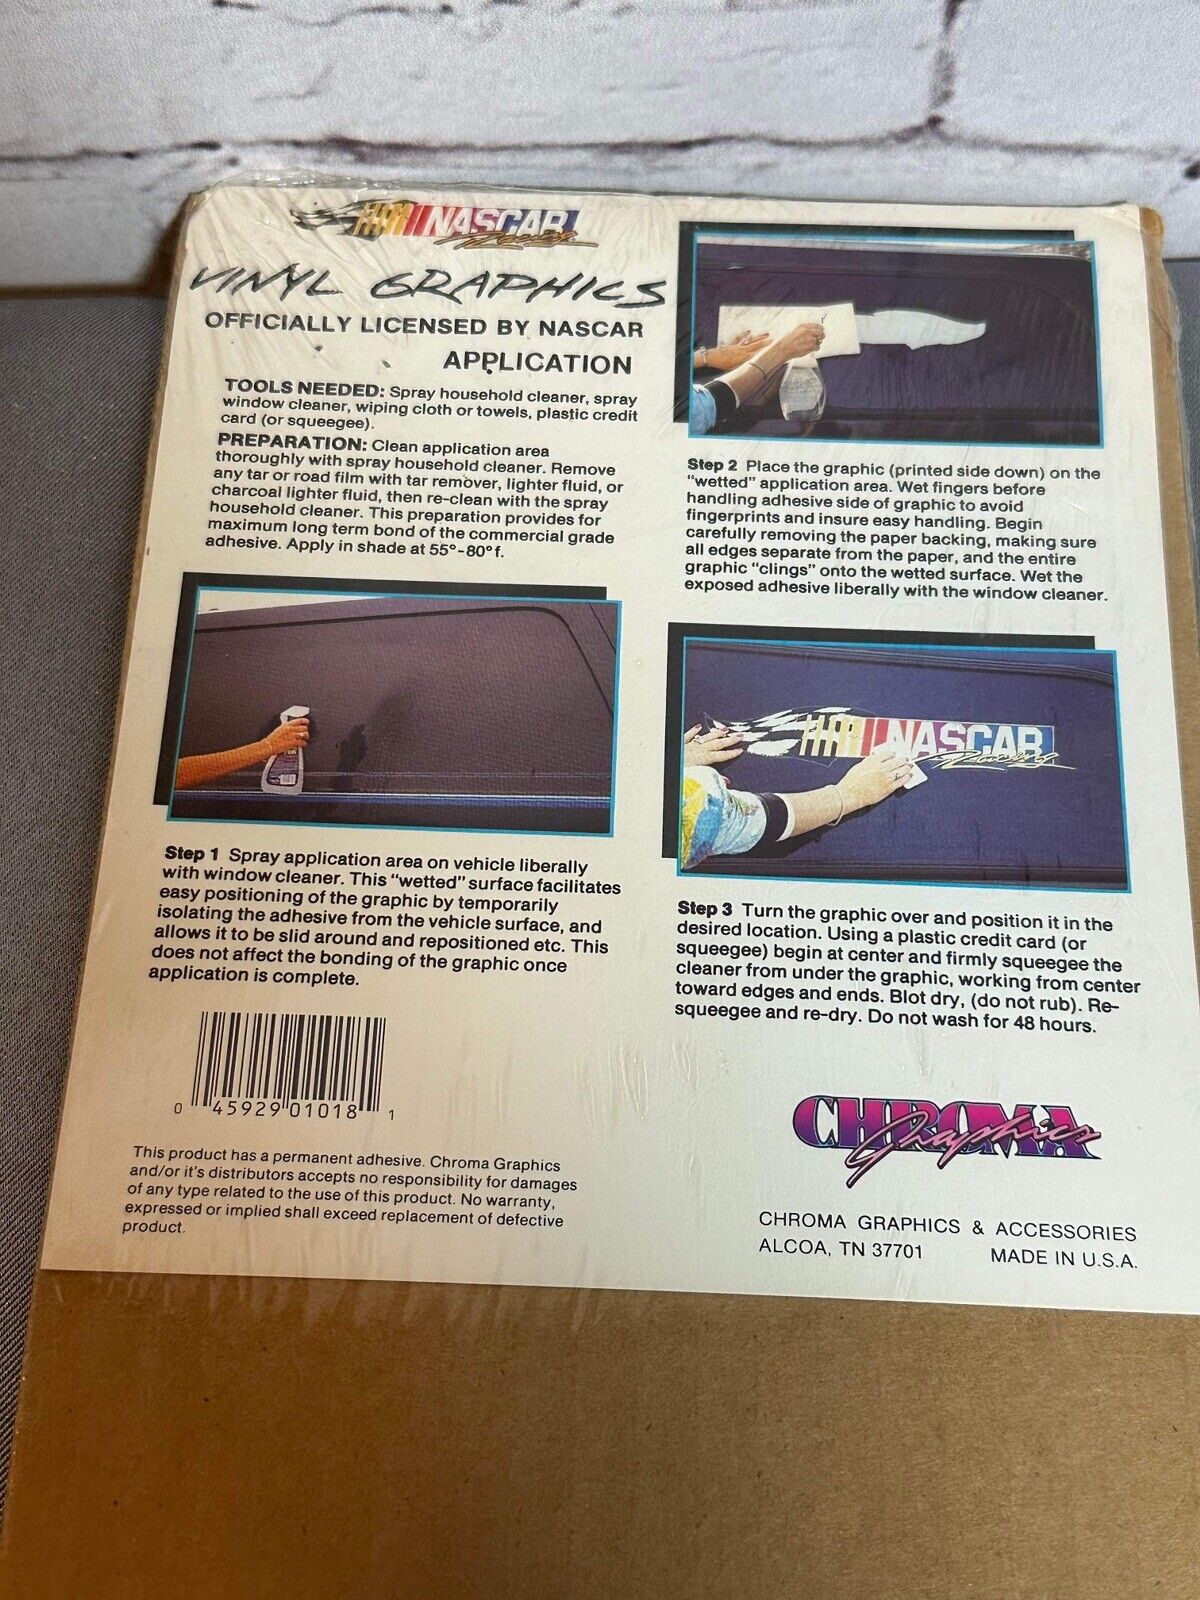 NASCAR
Racing
VINYL GRAPHICS
OFFICIALLY LICENSED BY NASCAR
APPLICATION
TOOLS NEEDED: Spray household cleaner, spray
window cleaner, wiping cloth or towels, plastic credit
card (or squeegee).
PREPARATION: Clean application area
thoroughly with spray household cleaner. Remove
any tar or road film with tar remover, lighter fluid, or
charcoal lighter fluid, then re-clean with the spray
household cleaner. This preparation provides for
maximum long term bond of the commercial grade
adhesive. Apply in shade at 55°-80°f.
Step 1 Spray application area on vehicle liberally
with window cleaner. This "wetted" surface facilitates
easy positioning of the graphic by temporarily
isolating the adhesive from the vehicle surface, and
allows it to be slid around and repositioned etc. This
does not affect the bonding of the graphic once
application is complete.
0 45929 01018 1
This product has a permanent adhesive. Chroma Graphics
and/or it's distributors accepts no responsibility for damages
of any type related to the use of this product. No warranty,
expressed or implied shall exceed replacement of defective
product.
Step 2 Place the graphic (printed side down) on the
"wetted" application area. Wet fingers before
handling adhesive side of graphic to avoid
fingerprints and insure easy handling. Begin
carefully removing the paper backing, making sure
all edges separate from the paper, and the entire
graphic "clings" onto the wetted surface. Wet the
exposed adhesive liberally with the window cleaner.
NASCAR
Racing
Step 3 Turn the graphic over and position it in the
desired location. Using a plastic credit card (or
squeegee) begin at center and firmly squeegee the
cleaner from under the graphic, working from center
toward edges and ends. Blot dry, (do not rub). Re-
squeegee and re-dry. Do not wash for 48 hours.
CHROMA
Graphics
CHROMA GRAPHICS & ACCESSORIES
ALCOA, TN 37701 MADE IN U.S.A.